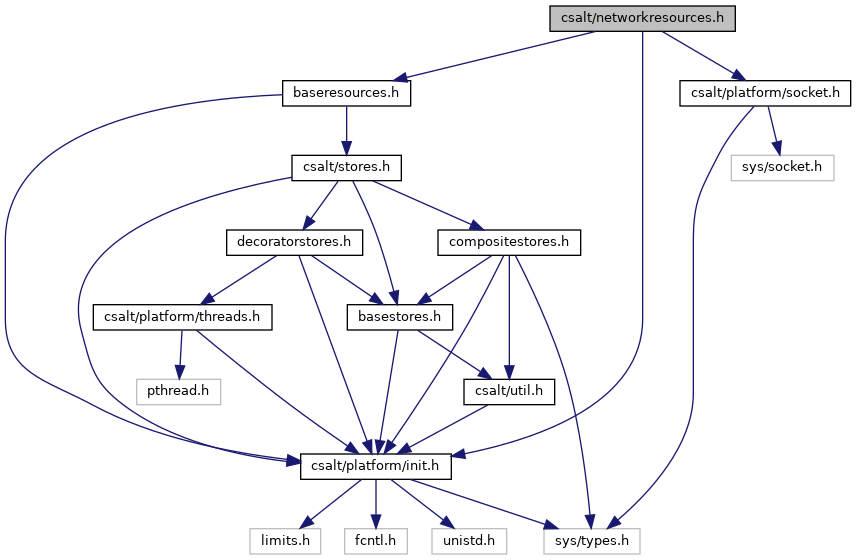 csalt/networkresources.h
baseresources.h
csalt/platform/socket.h
csalt/stores.h
sys/socket.h
decoratorstores.h
compositestores.h
csalt/platform/threads.h
basestores.h
pthread.h
csalt/util.h
csalt/platform/init.h
limits.h
fcntl.h
unistd.h
sys/types.h